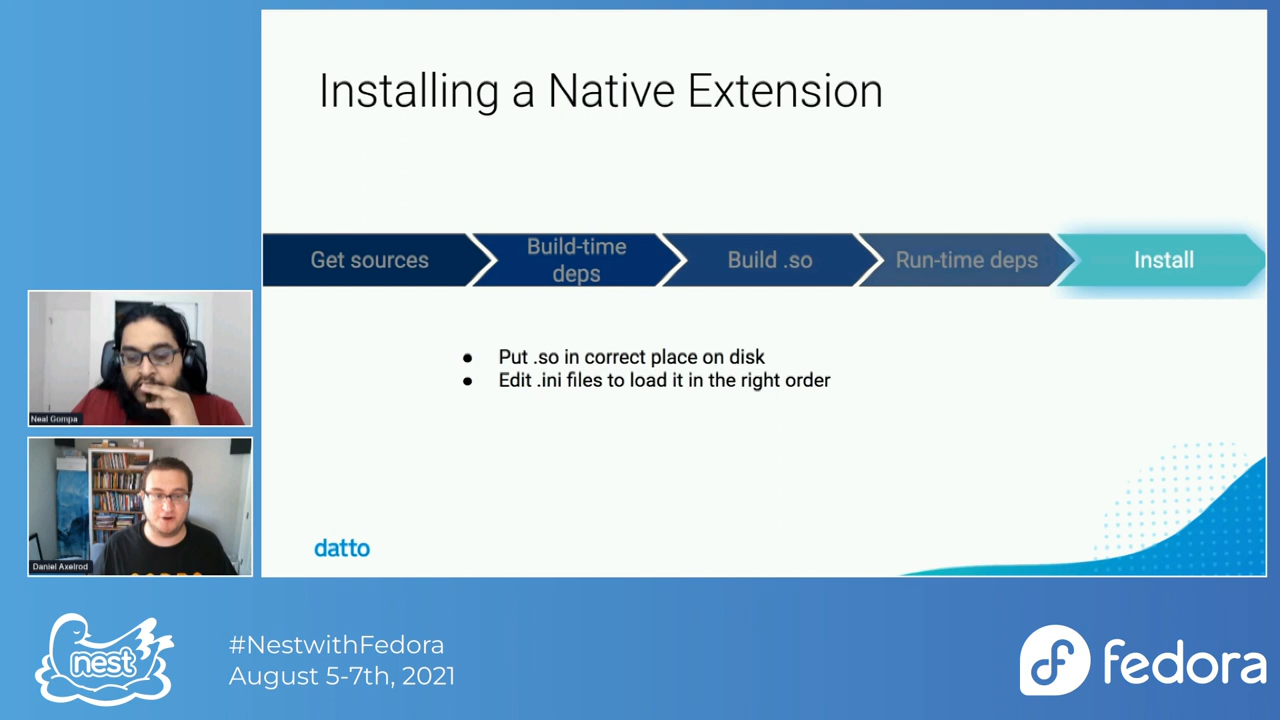 Installing a Native Extension
Get sources
Build-time
deps
Build .so
Run-time deps
Install
● Put .so in correct place on disk
● Edit .ini files to load it in the right order
datto
Neal Gompa
Daniel Axelrod
nest
#NestwithFedora
August 5-7th, 2021
fedora